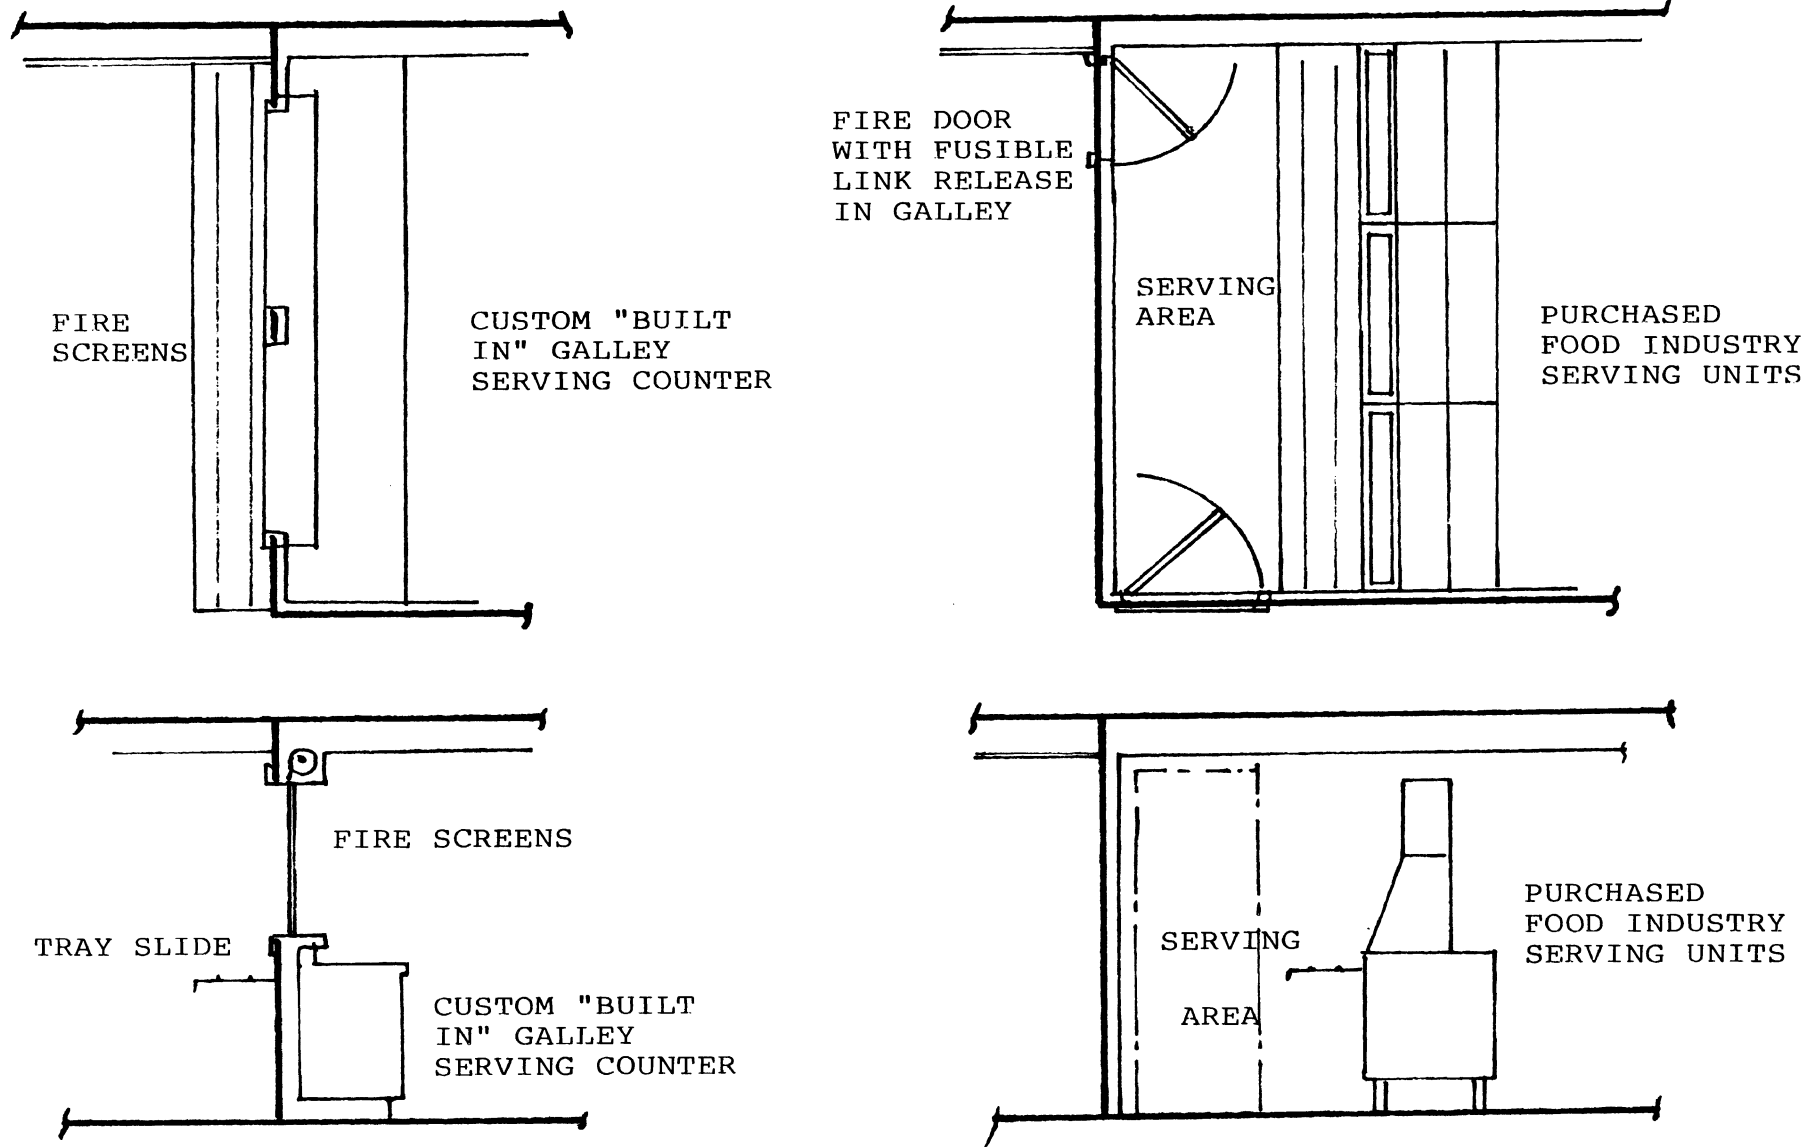 FIRE
SCREENS
CUSTOM "BUILT
IN" GALLEY
SERVING COUNTER
FIRE DOOR
WITH FUSIBLE
LINK RELEASE
IN GALLEY
SERVING
AREA
PURCHASED
FOOD INDUSTRY
SERVING UNITS
FIRE SCREENS
TRAY SLIDE
CUSTOM "BUILT
IN" GALLEY
SERVING COUNTER
SERVING
AREA
PURCHASED
FOOD INDUSTRY
SERVING UNITS